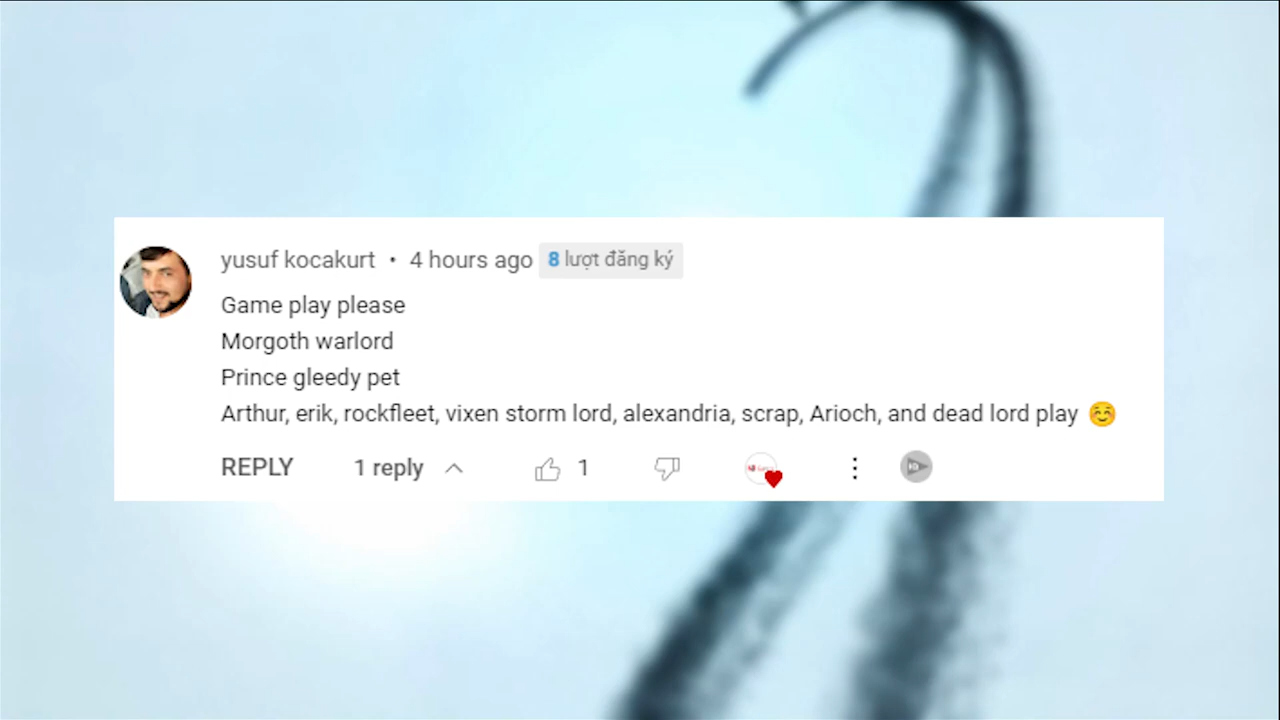 yusuf kocakurt • 4 hours ago 8 lượt đăng ký
Game play please
Morgoth warlord
Prince gleedy pet
Arthur, erik, rockfleet, vixen storm lord, alexandria, scrap, Arioch, and dead lord play ☺️
REPLY 1 reply 1